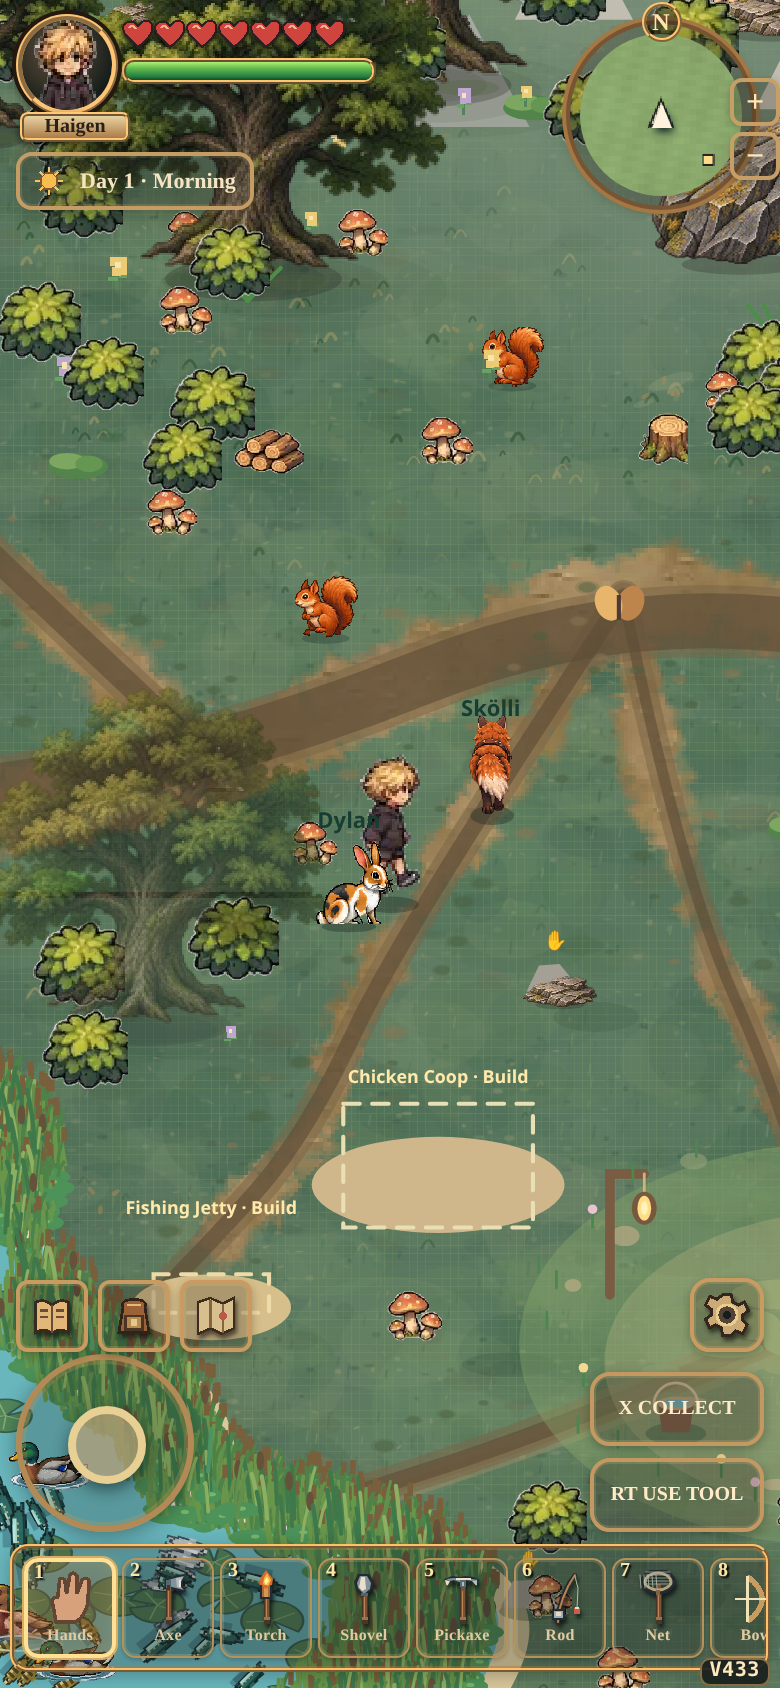 N
Haigen
+
Day 1 · Morning
−
Skölli
Dylan
Chicken Coop · Build
Fishing Jetty · Build
X COLLECT
RT USE TOOL
1 2 3 4 5 6 7 8
Hands Axe Torch Shovel Pickaxe Rod Net Bow
V433